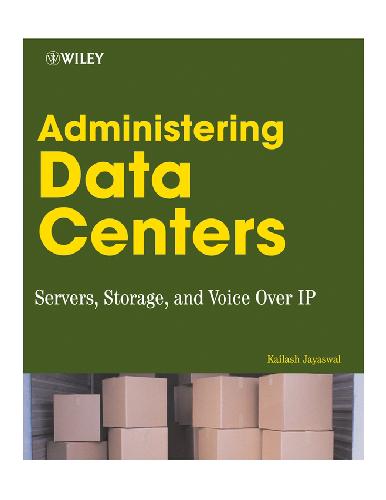 WILEY
Administering
Data
Centers
Servers, Storage, and Voice Over IP
Kailash Jayaswal